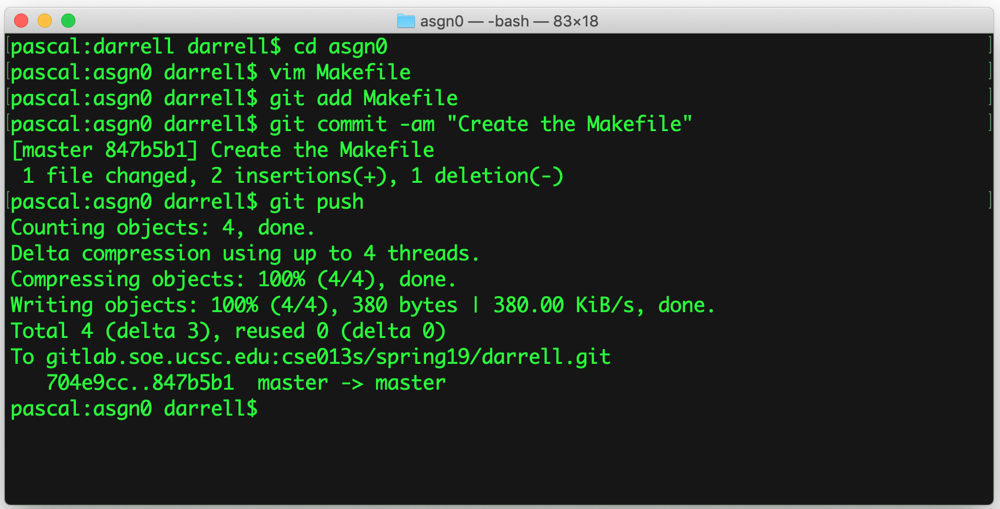 asgn0 — -bash — 83×18
pascal:darrell darrell$ cd asgn0
pascal:asgn0 darrell$ vim Makefile
pascal:asgn0 darrell$ git add Makefile
pascal:asgn0 darrell$ git commit -am "Create the Makefile"
[master 847b5b1] Create the Makefile
 1 file changed, 2 insertions(+), 1 deletion(-)
pascal:asgn0 darrell$ git push
Counting objects: 4, done.
Delta compression using up to 4 threads.
Compressing objects: 100% (4/4), done.
Writing objects: 100% (4/4), 380 bytes | 380.00 KiB/s, done.
Total 4 (delta 3), reused 0 (delta 0)
To gitlab.soe.ucsc.edu:cse013s/spring19/darrell.git
   704e9cc..847b5b1  master -> master
pascal:asgn0 darrell$